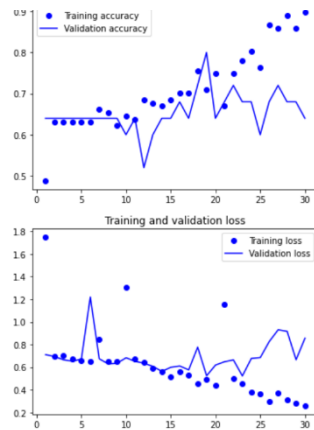 0.9
Training accuracy
Validation accuracy
0.8
0.7
0.6
0.5
0 5 10 15 20 25 30
Training and validation loss
1.8
Training loss
Validation loss
1.6
1.4
1.2
1.0
0.8
0.6
0.4
0.2
0 5 10 15 20 25 30